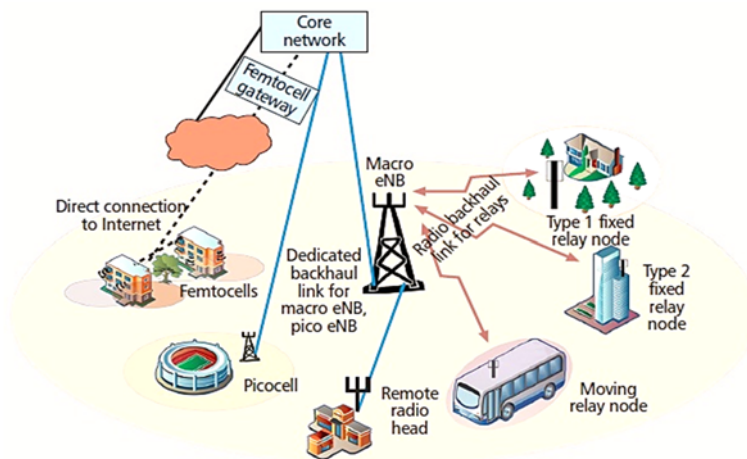 Core
network
Femtocell
gateway
Macro
eNB
Radio backhaul
link for relays
Type 1 fixed
relay node
Direct connection
to Internet
Dedicated
backhaul
link for
macro eNB,
pico eNB
Type 2
fixed
relay
node
Femtocells
Picocell
Remote
radio
head
Moving
relay node